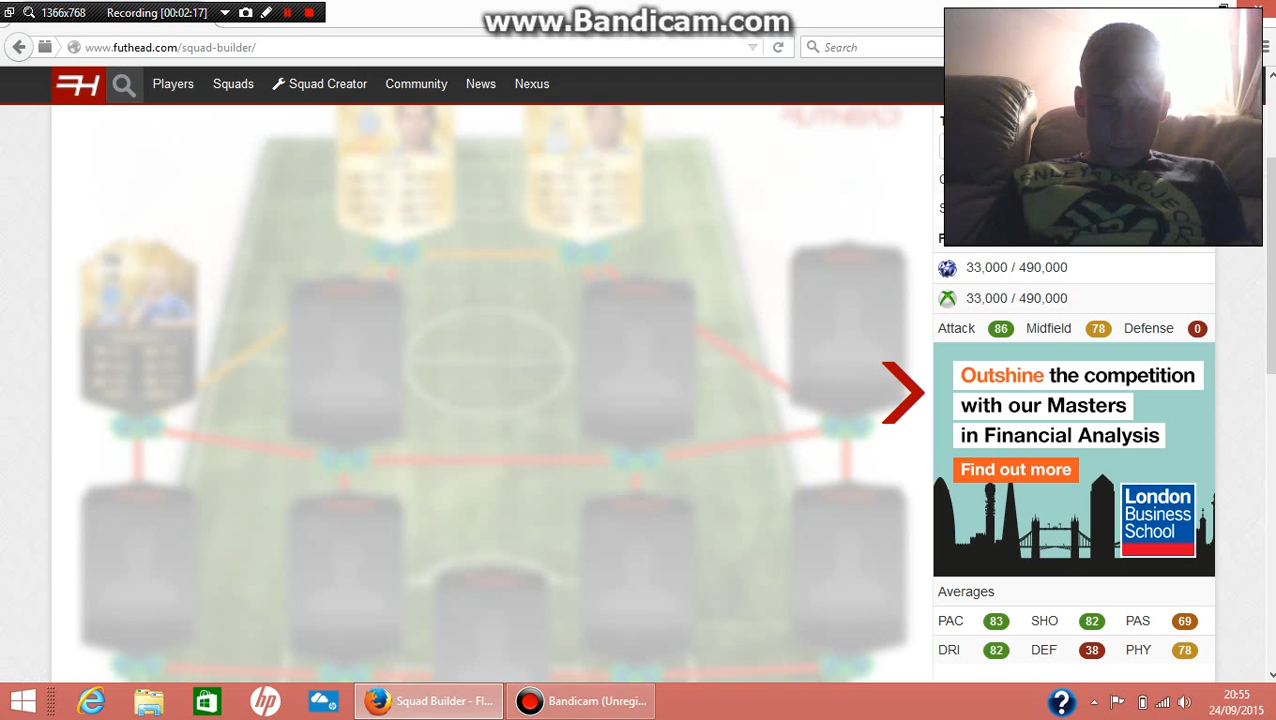 1366x768 Recording [00:02:17]
www.Bandicam.com
www.futhead.com/squad-builder/
Search
FH Players Squads Squad Creator Community News Nexus
FUTHEAD
33,000 / 490,000
33,000 / 490,000
Attack 86 Midfield 78 Defense 0
Outshine the competition
with our Masters
in Financial Analysis
Find out more
London
Business
School
Averages
PAC 83 SHO 82 PAS 69
DRI 82 DEF 38 PHY 78
Squad Builder - F...
Bandicam (Unregi...
20:55
24/09/2015